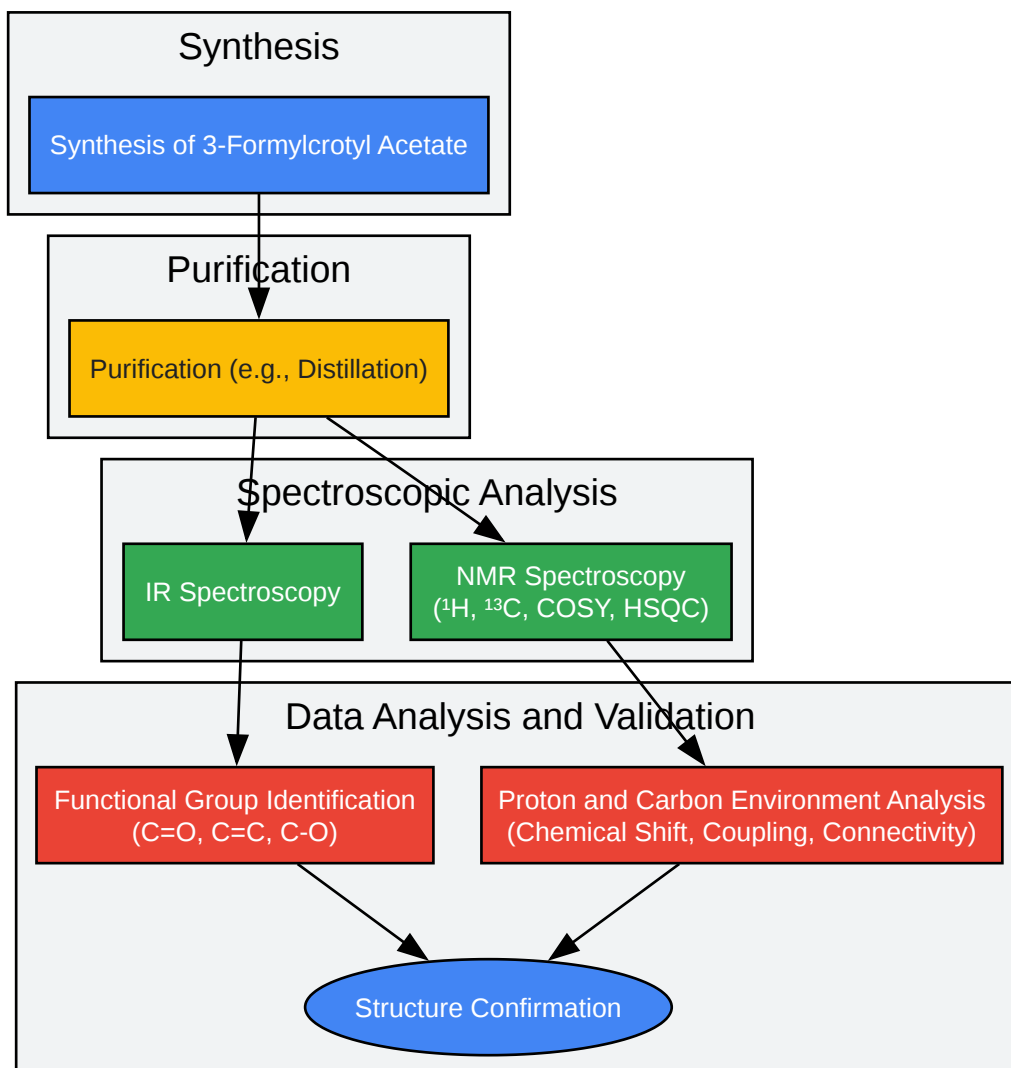 Synthesis
Synthesis of 3-Formylcrotyl Acetate
Purification
Purification (e.g., Distillation)
Spectroscopic Analysis
IR Spectroscopy
NMR Spectroscopy
(¹H, ¹³C, COSY, HSQC)
Data Analysis and Validation
Functional Group Identification
(C=O, C=C, C-O)
Proton and Carbon Environment Analysis
(Chemical Shift, Coupling, Connectivity)
Structure Confirmation